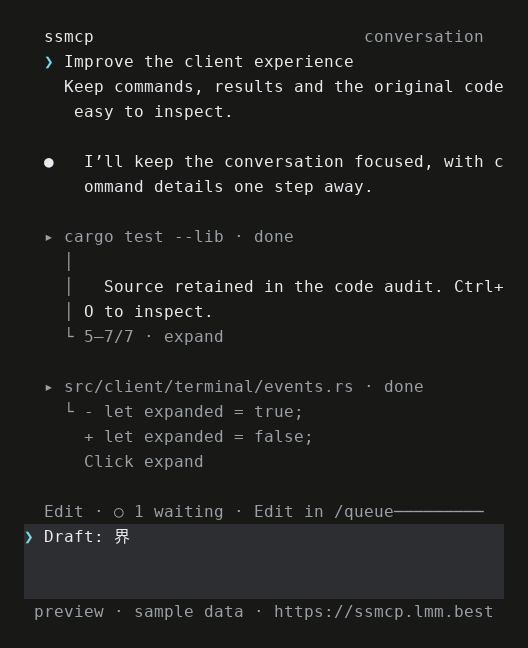 ssmcp conversation
❯ Improve the client experience
Keep commands, results and the original code
easy to inspect.
● I’ll keep the conversation focused, with c
ommand details one step away.
▸ cargo test --lib · done
│
│ Source retained in the code audit. Ctrl+
│ O to inspect.
└ 5–7/7 · expand
▸ src/client/terminal/events.rs · done
└ - let expanded = true;
+ let expanded = false;
Click expand
Edit · ○ 1 waiting · Edit in /queue─────────
❯ Draft: 界
preview · sample data · https://ssmcp.lmm.best